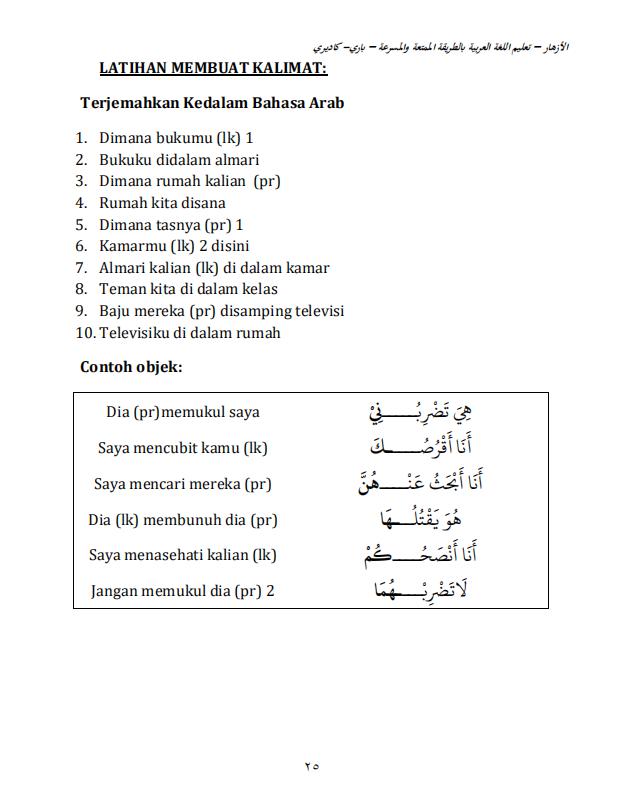 الأزهار – تعليم اللغة العربية بالطريقة الممتعة والمسرعة – باري– كاديري
LATIHAN MEMBUAT KALIMAT:
Terjemahkan Kedalam Bahasa Arab
1. Dimana bukumu (lk) 1
2. Bukuku didalam almari
3. Dimana rumah kalian (pr)
4. Rumah kita disana
5. Dimana tasnya (pr) 1
6. Kamarmu (lk) 2 disini
7. Almari kalian (lk) di dalam kamar
8. Teman kita di dalam kelas
9. Baju mereka (pr) disamping televisi
10. Televisiku di dalam rumah
Contoh objek:
Dia (pr)memukul saya هِيَ تَضْرِبُـــــنِيْ
Saya mencubit kamu (lk) أَنَا أَقْرُصُـــــكَ
Saya mencari mereka (pr) أَنَا أَبْحَثُ عَنْـــــهُنَّ
Dia (lk) membunuh dia (pr) هُوَ يَقْتُلُـــــهَا
Saya menasehati kalian (lk) أَنَا أَنْصَحُـــــكُمْ
Jangan memukul dia (pr) 2 لَاتَضْرِبْـــــهُمَا
٢٥